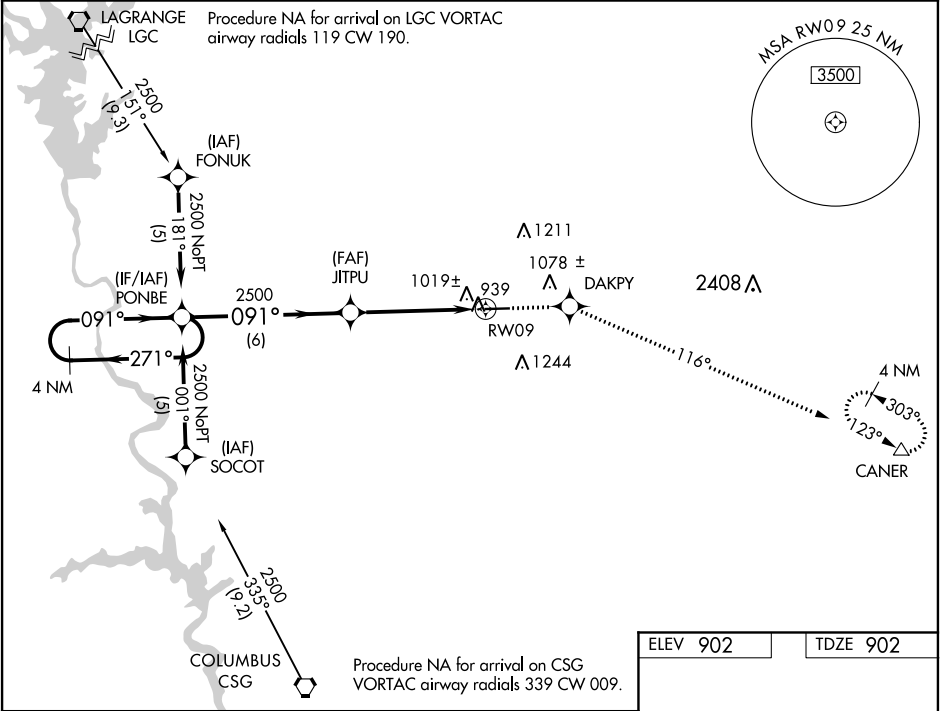 LAGRANGE
LGC
Procedure NA for arrival on LGC VORTAC
airway radials 119 CW 190.
MSA RW09 25 NM
3500
2500
151°
(9.3)
(IAF)
FONUK
2500 NoPT
181°
(5)
(IF/IAF)
PONBE
091°
271°
4 NM
2500
091°
(6)
(FAF)
JITPU
1019±
939
RW09
1211
1078 ±
DAKPY
2408
1244
116°
4 NM
303°
123°
CANER
2500 NoPT
001°
(5)
(IAF)
SOCOT
2500
335°
(9.2)
COLUMBUS
CSG
Procedure NA for arrival on CSG
VORTAC airway radials 339 CW 009.
ELEV 902
TDZE 902